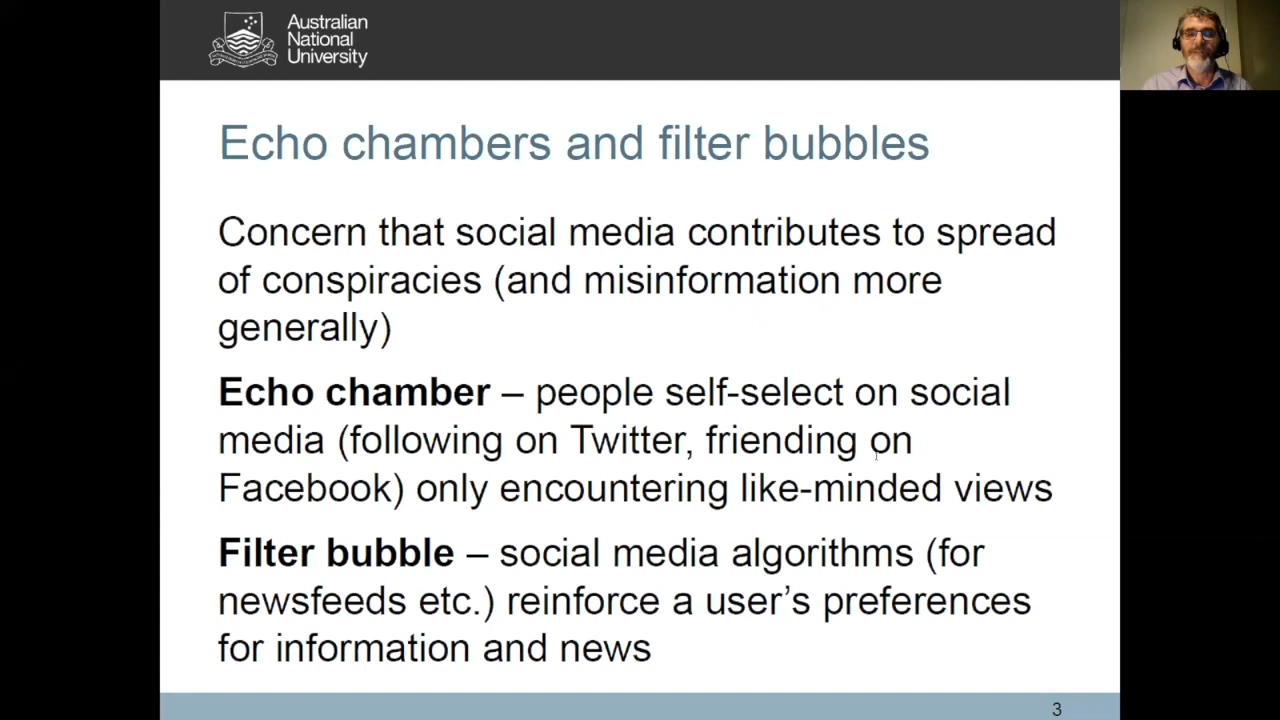 Australian
National
University
Echo chambers and filter bubbles
Concern that social media contributes to spread
of conspiracies (and misinformation more
generally)
Echo chamber – people self-select on social
media (following on Twitter, friending on
Facebook) only encountering like-minded views
Filter bubble – social media algorithms (for
newsfeeds etc.) reinforce a user’s preferences
for information and news
3